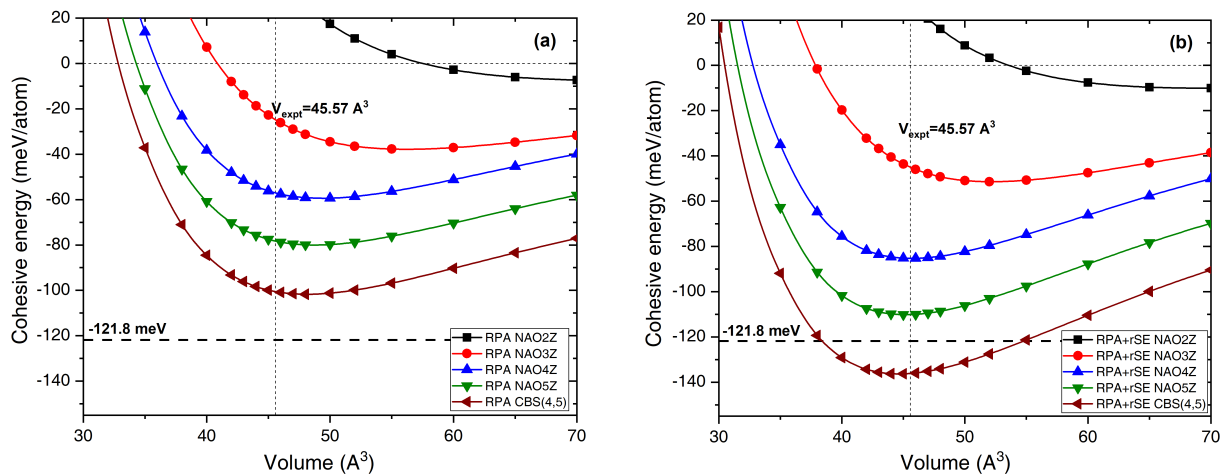 (a)
20
0
-20
-40
-60
-80
-100
-120
-140
Cohesive energy (meV/atom)
V_expt=45.57 A³
-121.8 meV
RPA NAO2Z
RPA NAO3Z
RPA NAO4Z
RPA NAO5Z
RPA CBS(4,5)
30 40 50 60 70
Volume (A³)
(b)
20
0
-20
-40
-60
-80
-100
-120
-140
Cohesive energy (meV/atom)
V_expt=45.57 A³
-121.8 meV
RPA+rSE NAO2Z
RPA+rSE NAO3Z
RPA+rSE NAO4Z
RPA+rSE NAO5Z
RPA+rSE CBS(4,5)
30 40 50 60 70
Volume (A³)